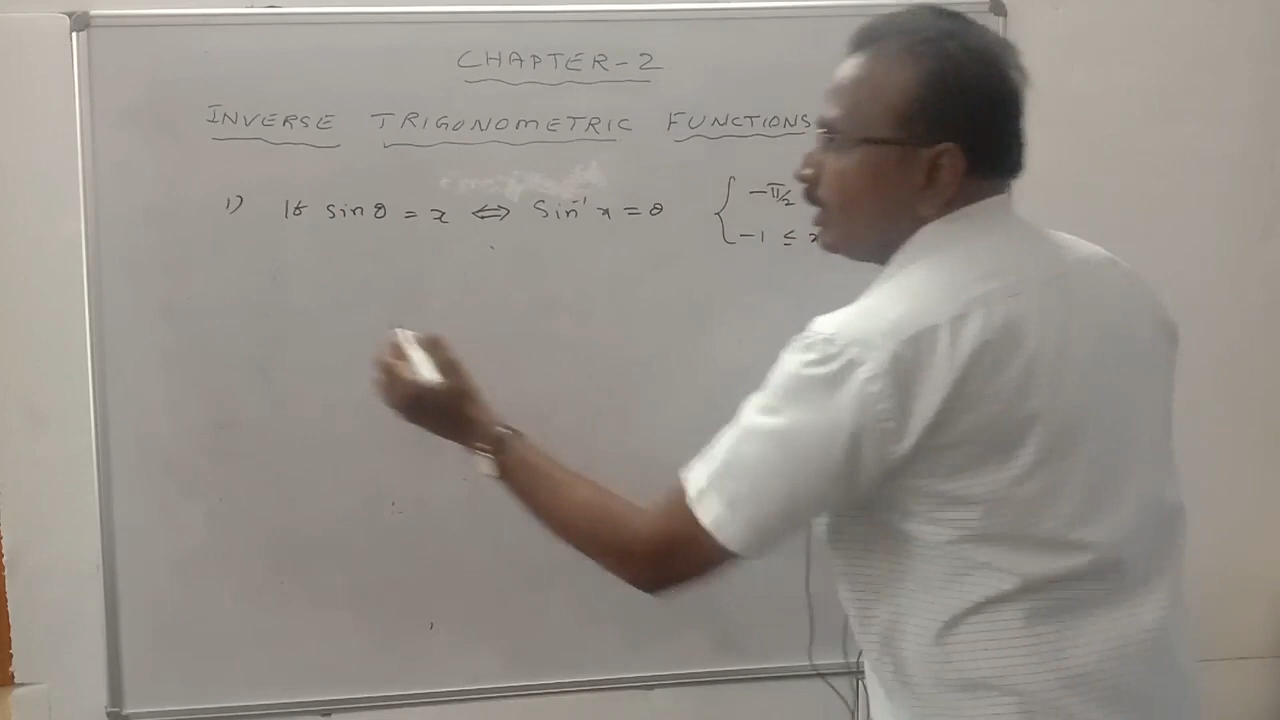 CHAPTER-2
INVERSE TRIGONOMETRIC FUNCTIONS
1) If sin θ = x ⇔ Sin⁻¹ x = θ { -π/2
-1 ≤ x